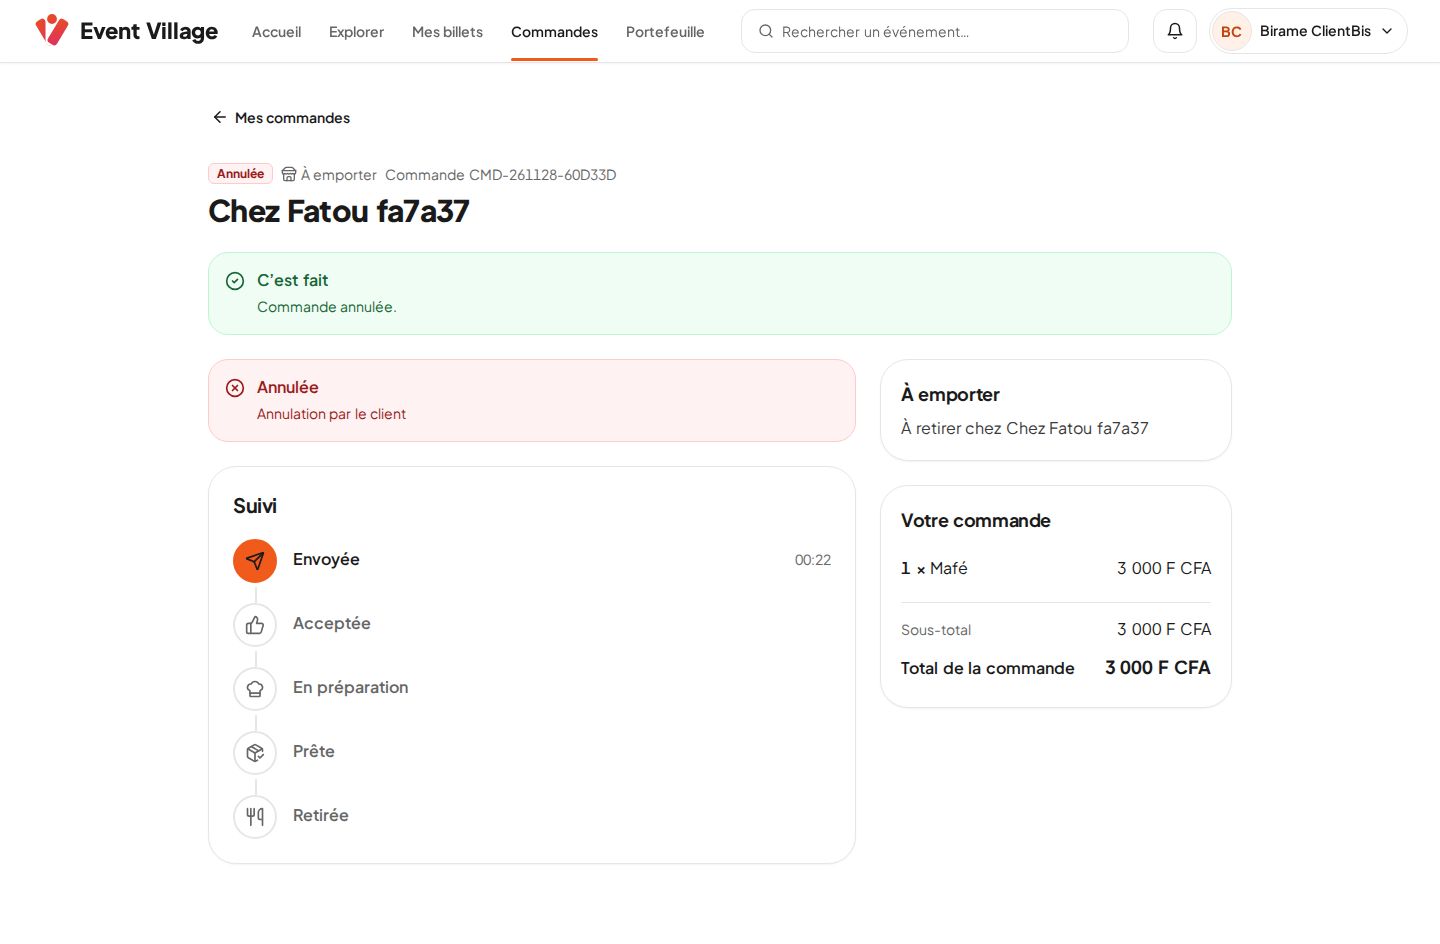 Event Village
Accueil
Explorer
Mes billets
Commandes
Portefeuille
Rechercher un événement…
BC
Birame ClientBis
Mes commandes
Annulée
À emporter
Commande CMD-261128-60D33D
Chez Fatou fa7a37
C’est fait
Commande annulée.
Annulée
Annulation par le client
Suivi
Envoyée 00:22
Acceptée
En préparation
Prête
Retirée
À emporter
À retirer chez Chez Fatou fa7a37
Votre commande
1 × Mafé 3 000 F CFA
Sous-total 3 000 F CFA
Total de la commande 3 000 F CFA